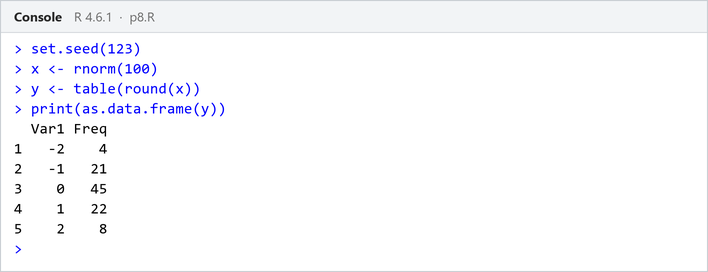 Console R 4.6.1 · p8.R
> set.seed(123)
> x <- rnorm(100)
> y <- table(round(x))
> print(as.data.frame(y))
  Var1 Freq
1   -2    4
2   -1   21
3    0   45
4    1   22
5    2    8
>